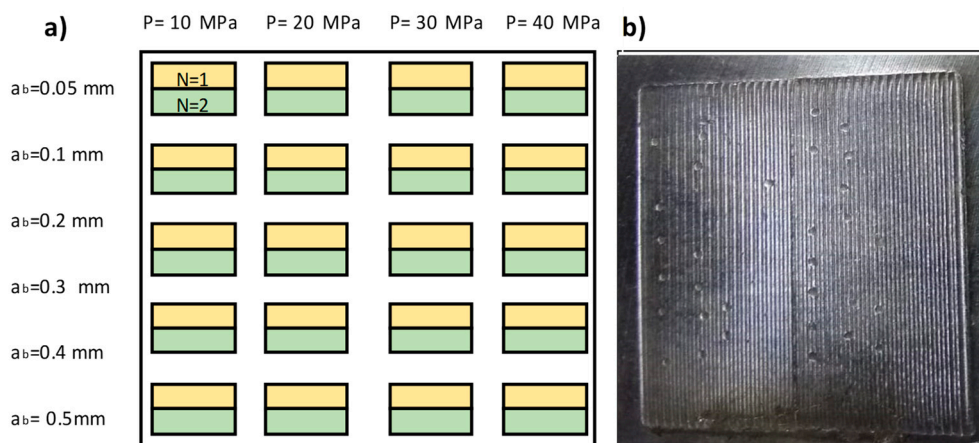 a)
P= 10 MPa P= 20 MPa P= 30 MPa P= 40 MPa
b)
N=1
N=2
ab=0.05 mm
ab=0.1 mm
ab=0.2 mm
ab=0.3 mm
ab=0.4 mm
ab= 0.5mm